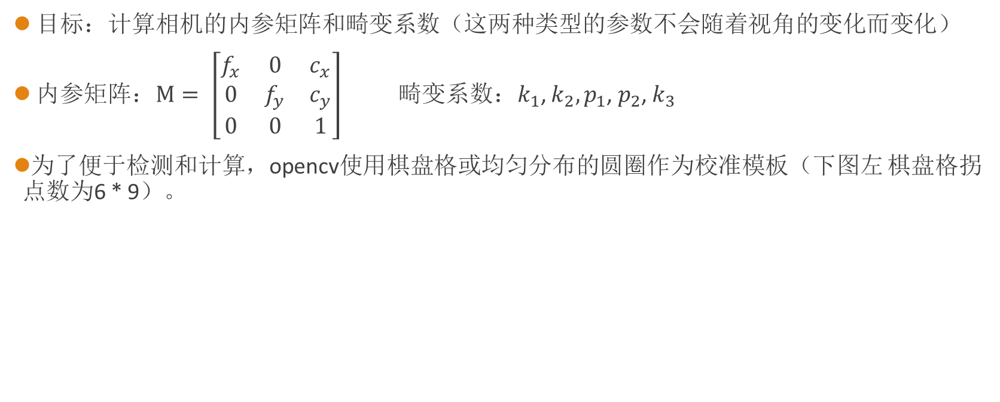 目标：计算相机的内参矩阵和畸变系数（这两种类型的参数不会随着视角的变化而变化）
内参矩阵：M = [f_x 0 c_x; 0 f_y c_y; 0 0 1] 畸变系数：k_1, k_2, p_1, p_2, k_3
为了便于检测和计算，opencv使用棋盘格或均匀分布的圆圈作为校准模板（下图左 棋盘格拐
点数为6 * 9）。